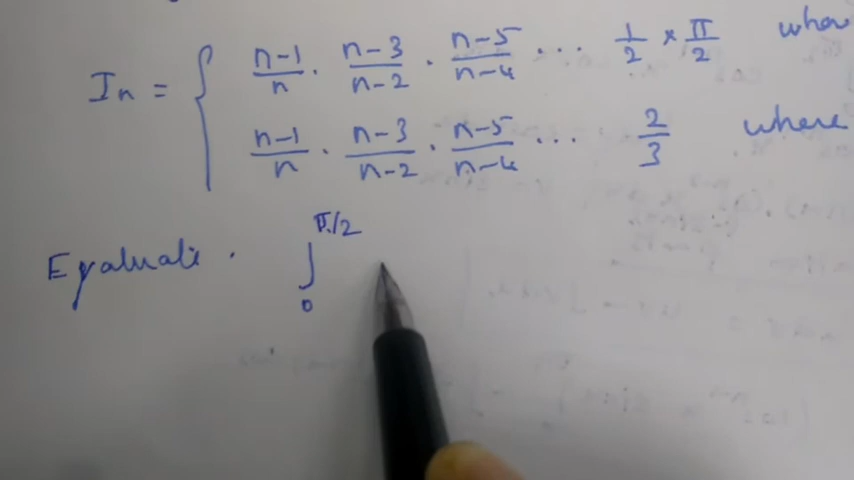 Iₙ = { n-1/n · n-3/n-2 · n-5/n-4 ... 1/2 × π/2 wher
n-1/n · n-3/n-2 · n-5/n-4 ... 2/3 where
Evaluate · ∫₀^π/2